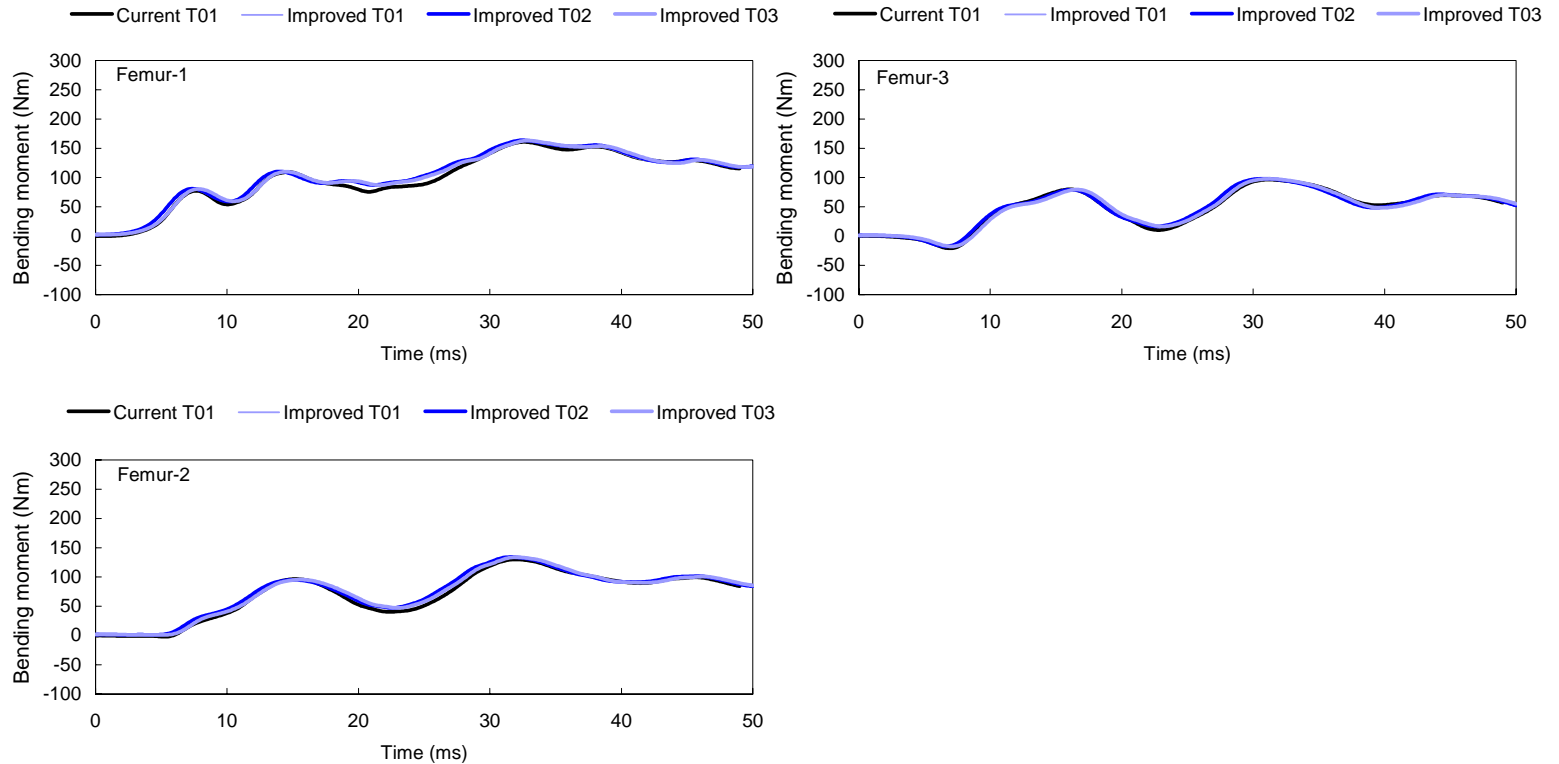 Current T01 Improved T01 Improved T02 Improved T03
300
250
200
150
100
50
0
-50
-100
Bending moment (Nm)
Femur-1
0 10 20 30 40 50
Time (ms)
Current T01 Improved T01 Improved T02 Improved T03
300
250
200
150
100
50
0
-50
-100
Bending moment (Nm)
Femur-3
0 10 20 30 40 50
Time (ms)
Current T01 Improved T01 Improved T02 Improved T03
300
250
200
150
100
50
0
-50
-100
Bending moment (Nm)
Femur-2
0 10 20 30 40 50
Time (ms)